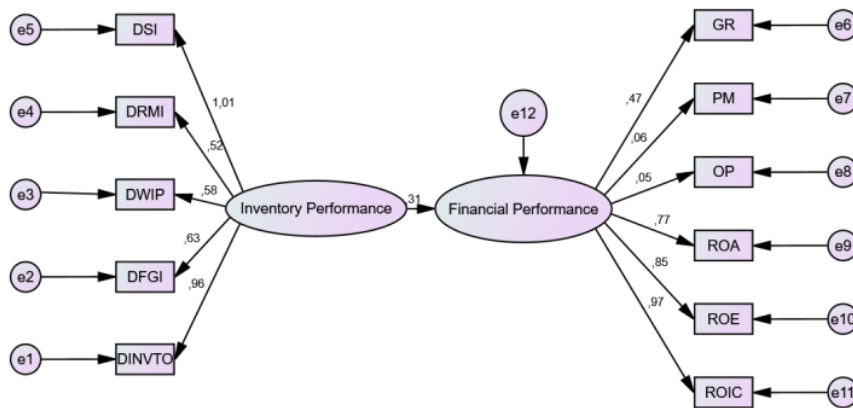 e5
DSI
GR
e6
1,01
,47
e4
DRMI
e12
PM
e7
,52
,06
e3
DWIP
,58
OP
e8
,05
Inventory Performance
,31
Financial Performance
,63
,77
e2
DFGI
ROA
e9
,96
,85
ROE
e10
,97
e1
DINVTO
ROIC
e11